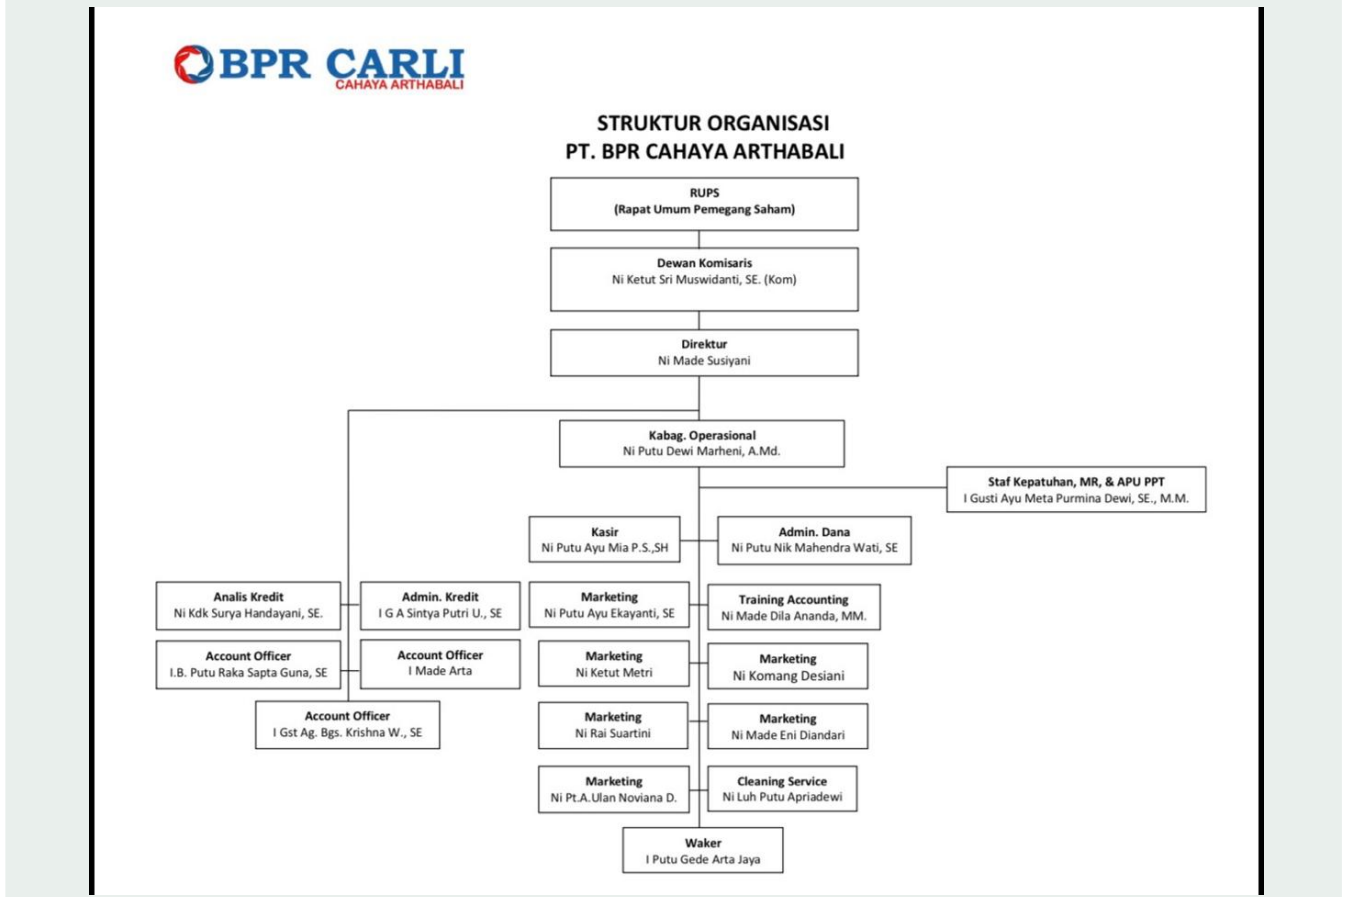 BPR CARLI
CAHAYA ARTHABALI
STRUKTUR ORGANISASI
PT. BPR CAHAYA ARTHABALI
RUPS
(Rapat Umum Pemegang Saham)
Dewan Komisaris
Ni Ketut Sri Muswidanti, SE. (Kom)
Direktur
Ni Made Susiyani
Kabag. Operasional
Ni Putu Dewi Marheni, A.Md.
Staf Kepatuhan, MR, & APU PPT
I Gusti Ayu Meta Purmina Dewi, SE., M.M.
Kasir
Ni Putu Ayu Mia P.S.,SH
Admin. Dana
Ni Putu Nik Mahendra Wati, SE
Analis Kredit
Ni Kdk Surya Handayani, SE.
Admin. Kredit
I G A Sintya Putri U., SE
Marketing
Ni Putu Ayu Ekayanti, SE
Training Accounting
Ni Made Dila Ananda, MM.
Account Officer
I.B. Putu Raka Sapta Guna, SE
Account Officer
I Made Arta
Marketing
Ni Ketut Metri
Marketing
Ni Komang Desiani
Account Officer
I Gst Ag. Bgs. Krishna W., SE
Marketing
Ni Rai Suartini
Marketing
Ni Made Eni Diandari
Marketing
Ni Pt.A.Ulan Noviana D.
Cleaning Service
Ni Luh Putu Apriadewi
Waker
I Putu Gede Arta Jaya